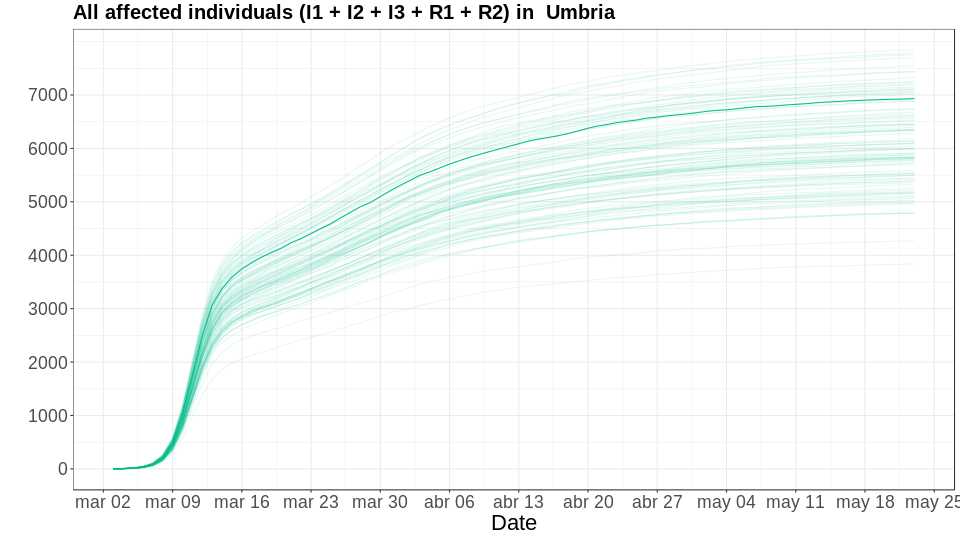 All affected individuals (I1 + I2 + I3 + R1 + R2) in  Umbria
7000
6000
5000
4000
3000
2000
1000
0
mar 02 mar 09 mar 16 mar 23 mar 30 abr 06 abr 13 abr 20 abr 27 may 04 may 11 may 18 may 25
Date